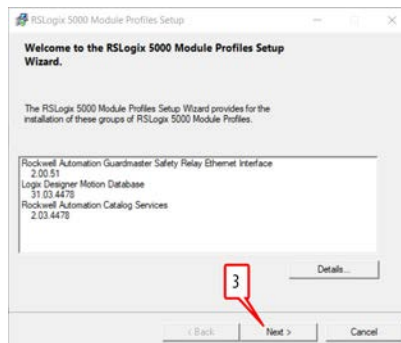 RSLogix 5000 Module Profiles Setup
Welcome to the RSLogix 5000 Module Profiles Setup
Wizard.
The RSLogix 5000 Module Profiles Setup Wizard provides for the
installation of these groups of RSLogix 5000 Module Profiles.
Rockwell Automation Guardmaster Safety Relay Ethernet Interface
2.00.51
Logix Designer Motion Database
31.03.4478
Rockwell Automation Catalog Services
2.03.4478
Details...
3
< Back
Next >
Cancel